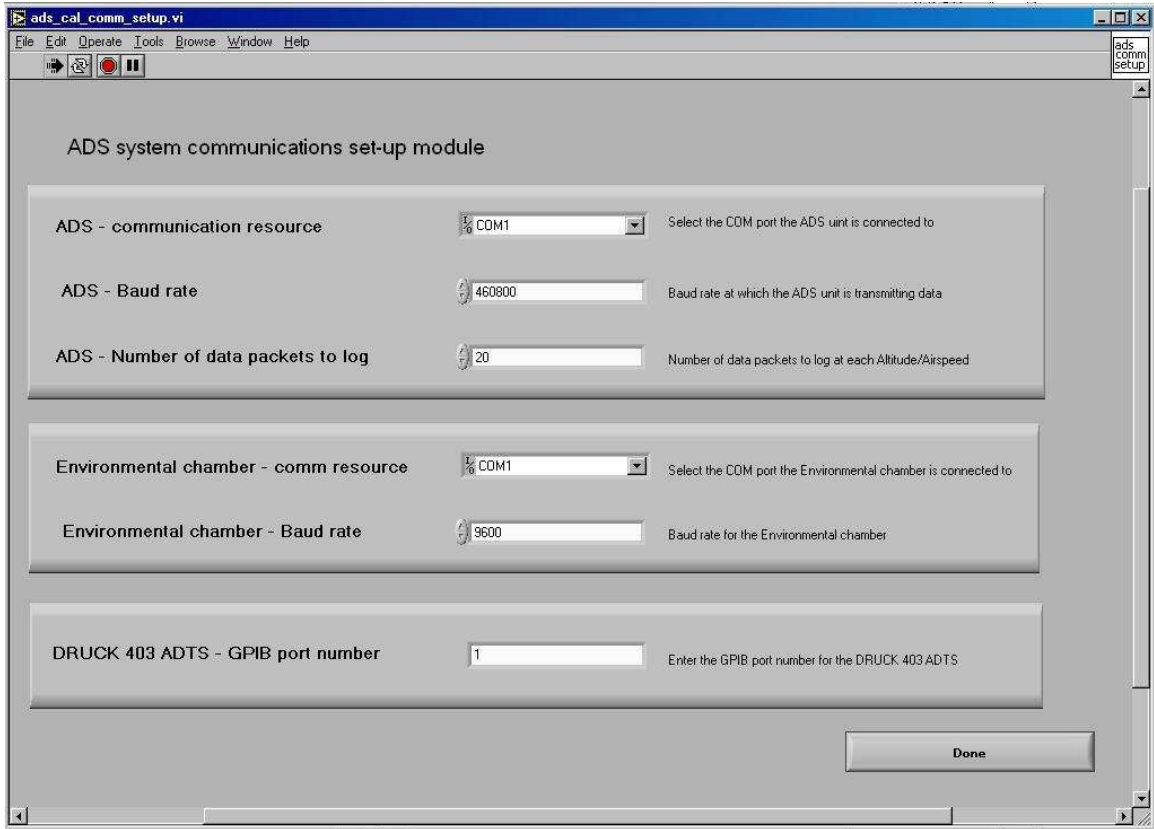 ads_cal_comm_setup.vi
File Edit Operate Tools Browse Window Help
ads
comm
setup
ADS system communications set-up module
ADS - communication resource
COM1
Select the COM port the ADS uint is connected to
ADS - Baud rate
460800
Baud rate at which the ADS unit is transmitting data
ADS - Number of data packets to log
20
Number of data packets to log at each Altitude/Airspeed
Environmental chamber - comm resource
COM1
Select the COM port the Environmental chamber is connected to
Environmental chamber - Baud rate
9600
Baud rate for the Environmental chamber
DRUCK 403 ADTS - GPIB port number
1
Enter the GPIB port number for the DRUCK 403 ADTS
Done